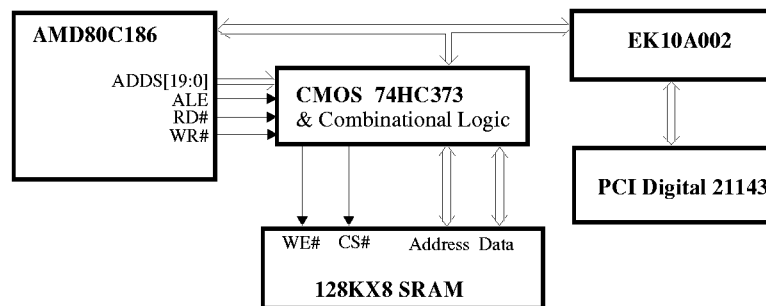 AMD80C186
EK10A002
ADDS[19:0]
ALE
RD#
WR#
CMOS 74HC373
& Combinational Logic
PCI Digital 21143
WE# CS# Address Data
128KX8 SRAM